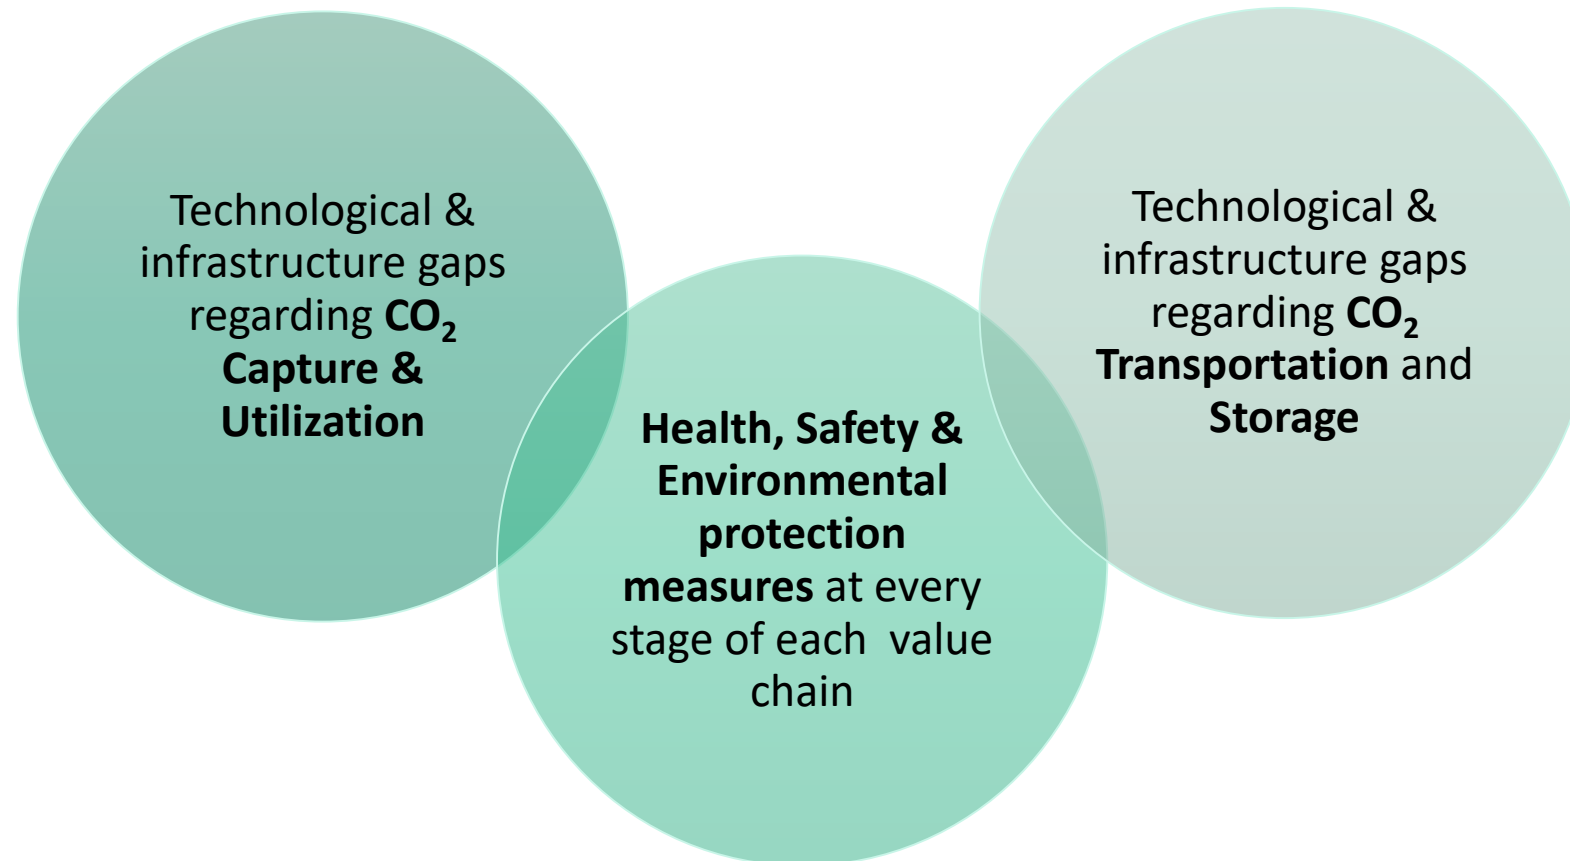 Technological &
infrastructure gaps
regarding CO₂
Capture &
Utilization
Health, Safety &
Environmental
protection
measures at every
stage of each  value
chain
Technological &
infrastructure gaps
regarding CO₂
Transportation and
Storage